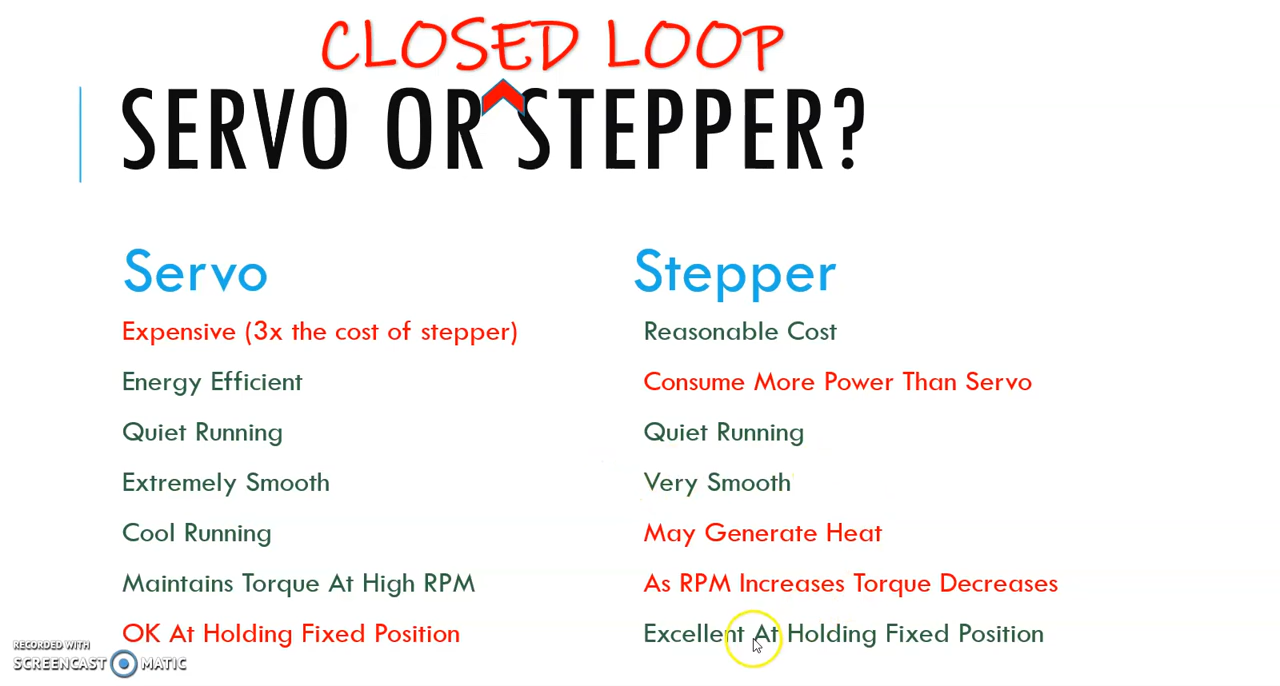 CLOSED LOOP
SERVO OR STEPPER?
Servo
Expensive (3x the cost of stepper)
Energy Efficient
Quiet Running
Extremely Smooth
Cool Running
Maintains Torque At High RPM
OK At Holding Fixed Position
Stepper
Reasonable Cost
Consume More Power Than Servo
Quiet Running
Very Smooth
May Generate Heat
As RPM Increases Torque Decreases
Excellent At Holding Fixed Position
RECORDED WITH
SCREENCAST MATIC